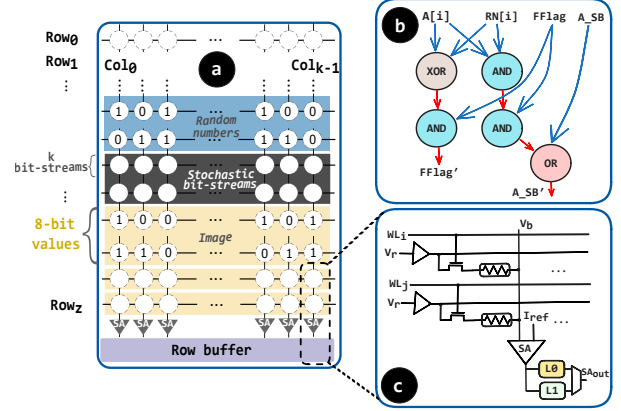 Row0
Row1
...
a
Col0 ... Colk-1
1 0 1 ... 1 0 0
Random
numbers
0 1 1 ... 0 1 1
k
bit-streams
Stochastic
bit-streams
...
8-bit
values
1 0 0 ... 1 0 1
Image
1 1 0 ... 0 0 1
...
Rowz
...
SA SA SA SA SA SA
Row buffer
b
A[i] RN[i] FFlag A_SB
XOR AND
AND AND
OR
FFlag’
A_SB’
Vb
WLi
Vr
...
WLj
Vr
Iref ...
SA
L0
SAout
L1
c